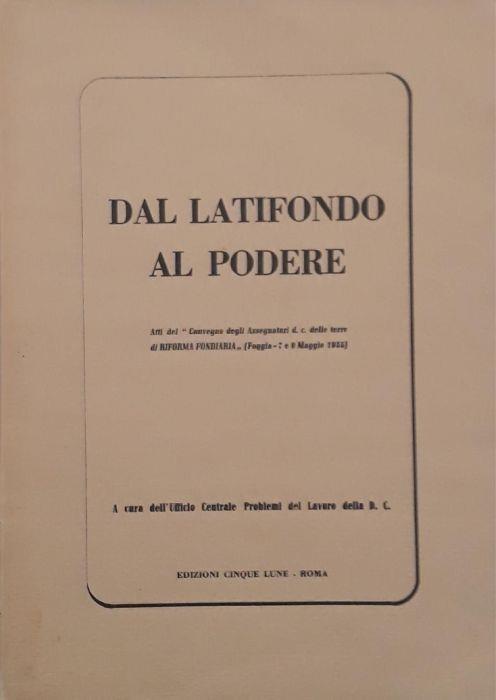 DAL LATIFONDO
AL PODERE
Atti del " Convegno degli Assegnatari d. c. delle terre
di RIFORMA FONDIARIA „ (Foggia - 7 e 8 Maggio 1955)
A cura dell'Ufficio Centrale Problemi del Lavoro della D. C.
EDIZIONI CINQUE LUNE - ROMA